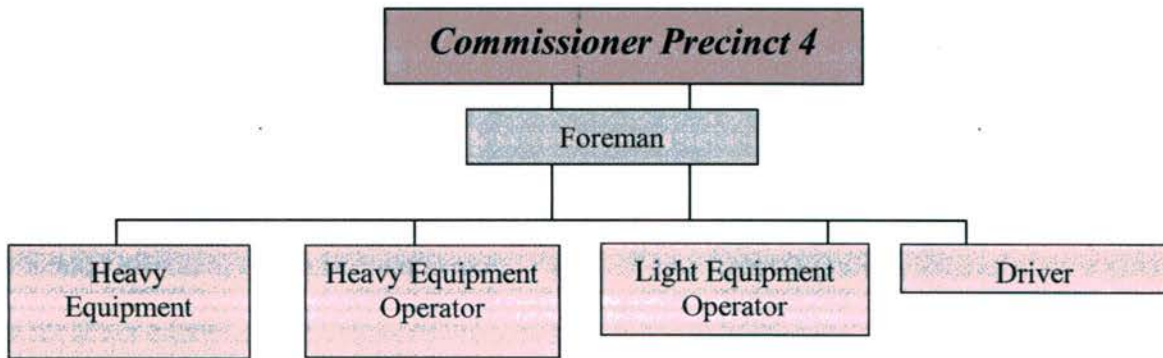 Commissioner Precinct 4
Foreman
Heavy
Equipment
Heavy Equipment
Operator
Light Equipment
Operator
Driver